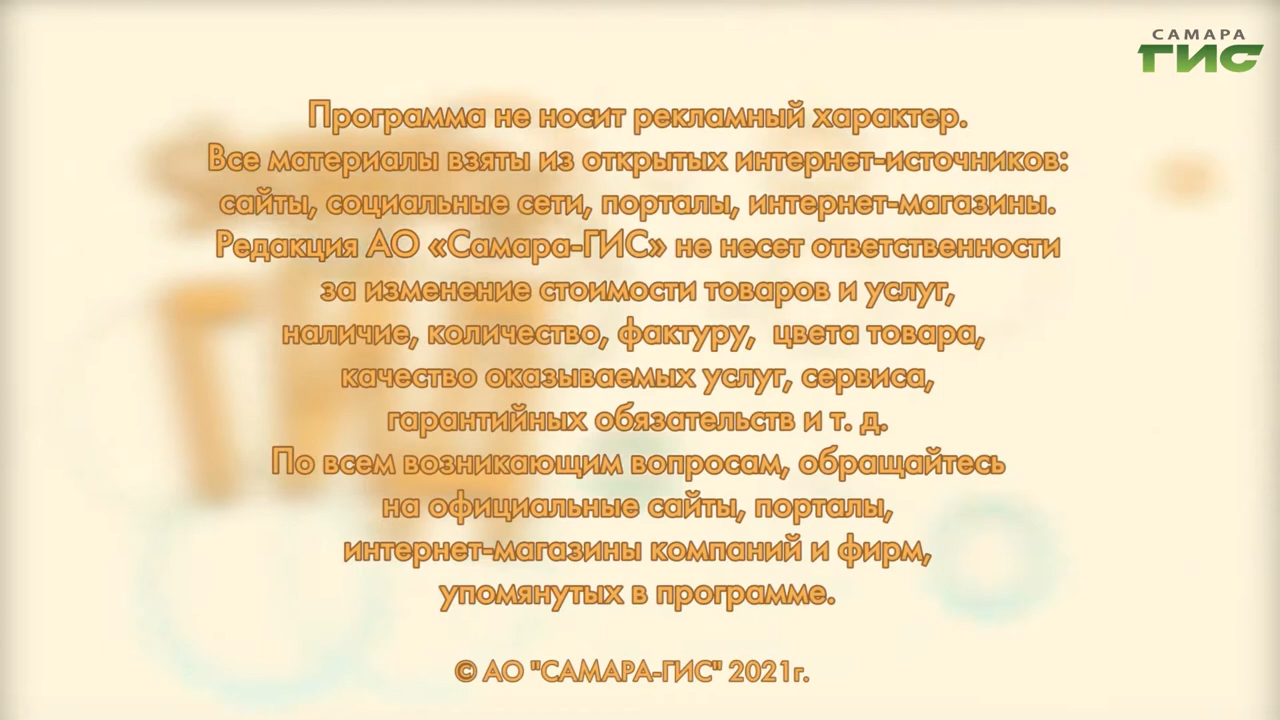 САМАРА
ГИС
Программа не носит рекламный характер.
Все материалы взяты из открытых интернет-источников:
сайты, социальные сети, порталы, интернет-магазины.
Редакция АО «Самара-ГИС» не несет ответственности
за изменение стоимости товаров и услуг,
наличие, количество, фактуру, цвета товара,
качество оказываемых услуг, сервиса,
гарантийных обязательств и т. д.
По всем возникающим вопросам, обращайтесь
на официальные сайты, порталы,
интернет-магазины компаний и фирм,
упомянутых в программе.
© АО "САМАРА-ГИС" 2021г.